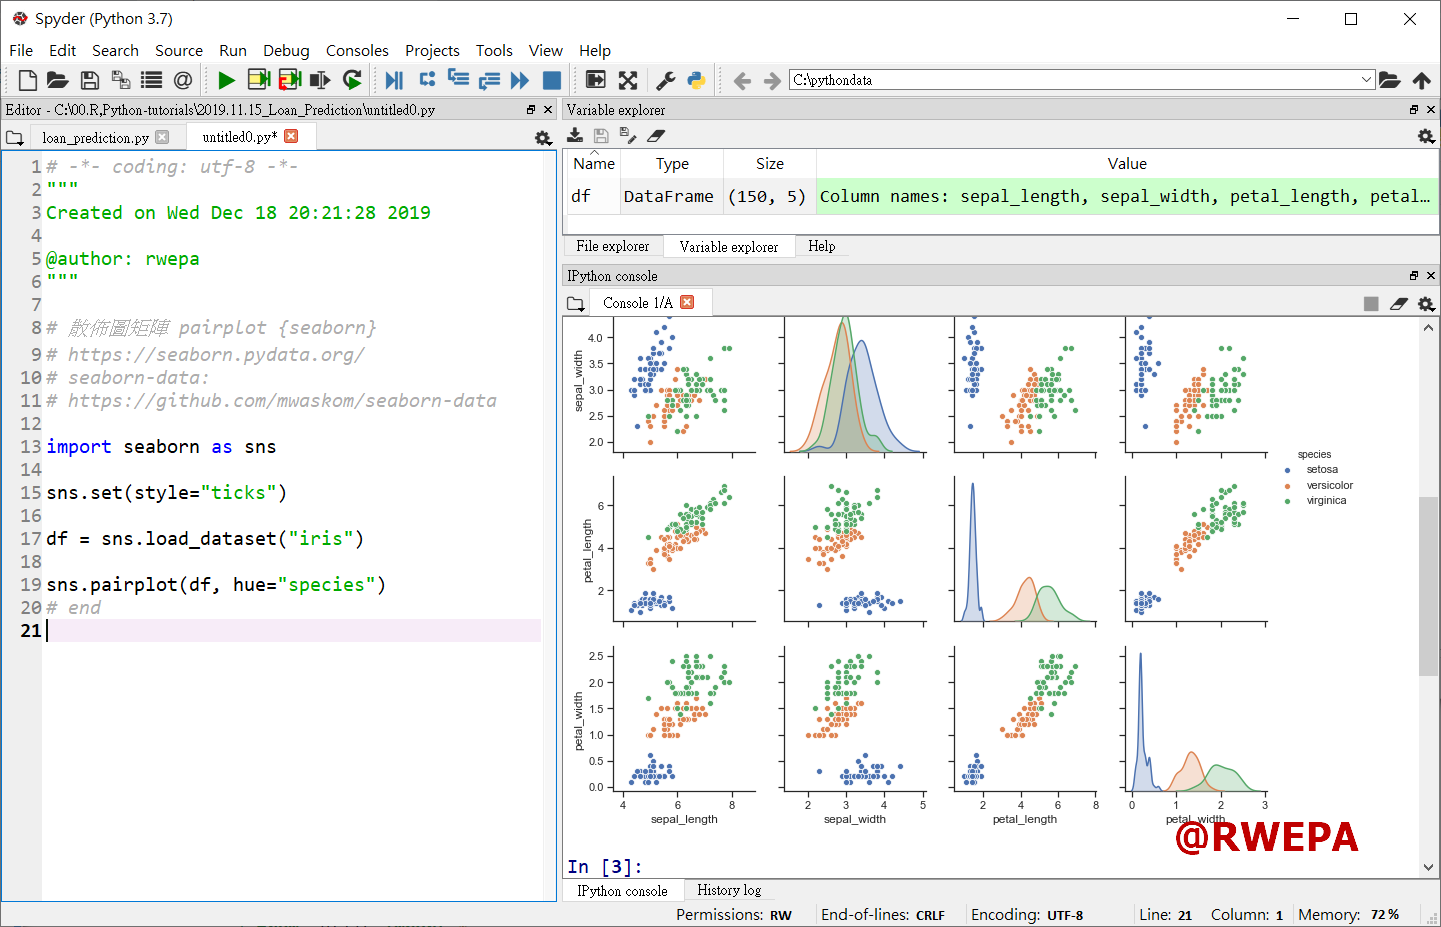 Spyder (Python 3.7)
File Edit Search Source Run Debug Consoles Projects Tools View Help
C:\pythondata
Editor - C:\00.R,Python-tutorials\2019.11.15_Loan_Prediction\untitled0.py
loan_prediction.py untitled0.py*
1 # -*- coding: utf-8 -*-
2 """
3 Created on Wed Dec 18 20:21:28 2019
4
5 @author: rwepa
6 """
7
8 # 散佈圖矩陣 pairplot {seaborn}
9 # https://seaborn.pydata.org/
10 # seaborn-data:
11 # https://github.com/mwaskom/seaborn-data
12
13 import seaborn as sns
14
15 sns.set(style="ticks")
16
17 df = sns.load_dataset("iris")
18
19 sns.pairplot(df, hue="species")
20 # end
21
Variable explorer
Name Type Size Value
df DataFrame (150, 5) Column names: sepal_length, sepal_width, petal_length, petal...
File explorer Variable explorer Help
IPython console
Console 1/A
4.0
3.5
3.0
2.5
2.0
sepal_width
species
setosa
versicolor
virginica
6
4
2
petal_length
2.5
2.0
1.5
1.0
0.5
0.0
petal_width
4 6 8 2 3 4 5 2 4 6 8 0 1 2 3
sepal_length sepal_width petal_length petal_width
@RWEPA
In [3]:
IPython console History log
Permissions: RW End-of-lines: CRLF Encoding: UTF-8 Line: 21 Column: 1 Memory: 72 %